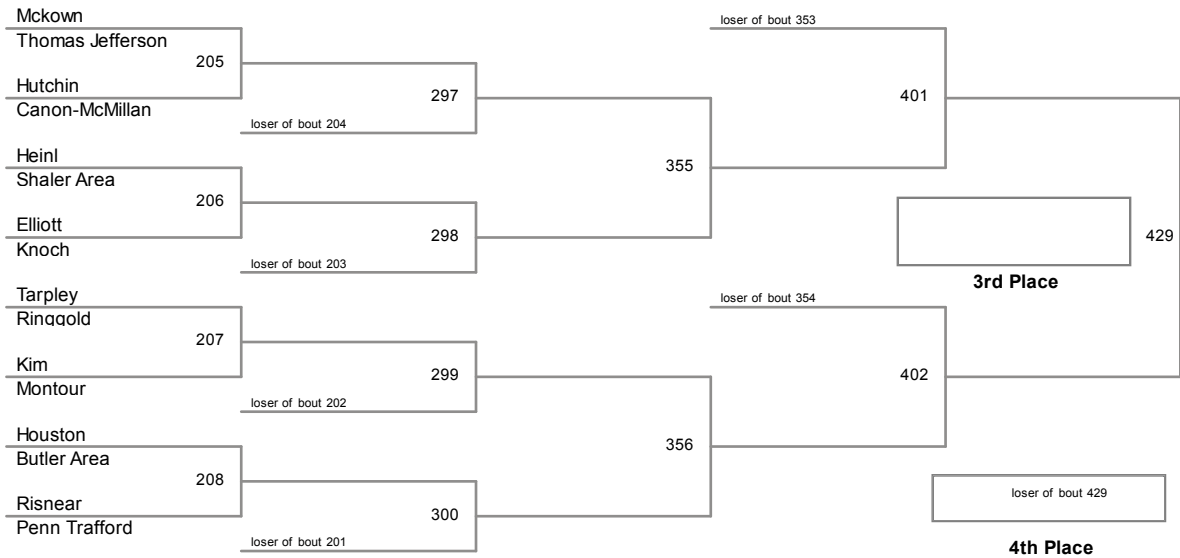 Mckown
Thomas Jefferson
205
Hutchin
Canon-McMillan
Heinl
Shaler Area
206
Elliott
Knoch
Tarpley
Ringgold
207
Kim
Montour
Houston
Butler Area
208
Risnear
Penn Trafford
297
loser of bout 204
298
loser of bout 203
299
loser of bout 202
300
loser of bout 201
355
356
loser of bout 353
401
loser of bout 354
402
429
3rd Place
loser of bout 429
4th Place